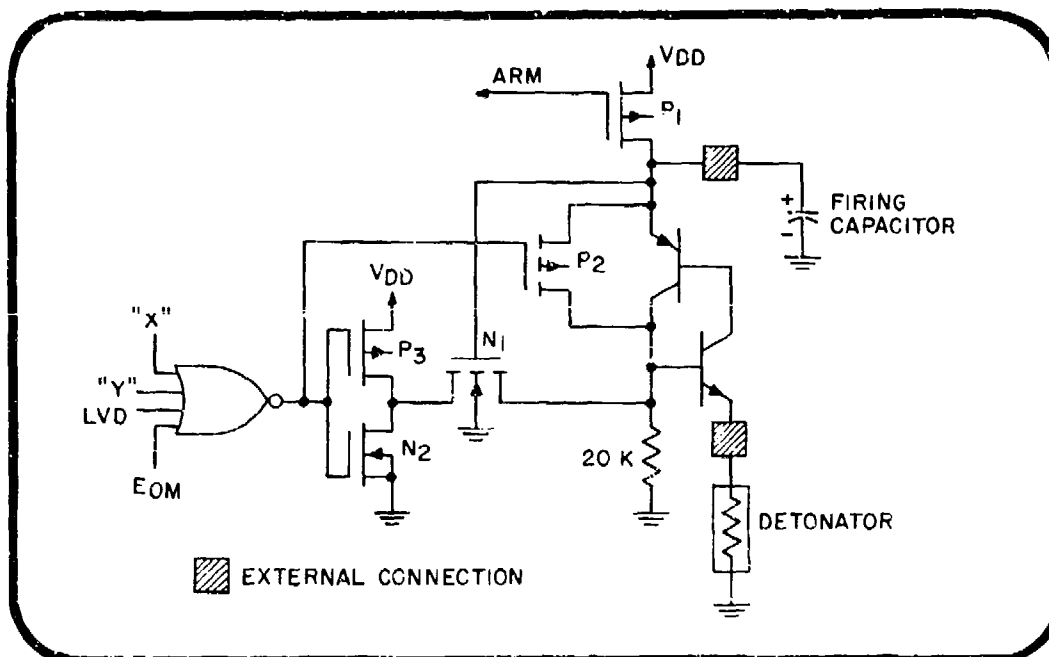 VDD
ARM
P1
FIRING
CAPACITOR
P2
VDD
"X"
N1
P3
"Y"
LVD
N2
20 K
EOM
DETONATOR
EXTERNAL CONNECTION